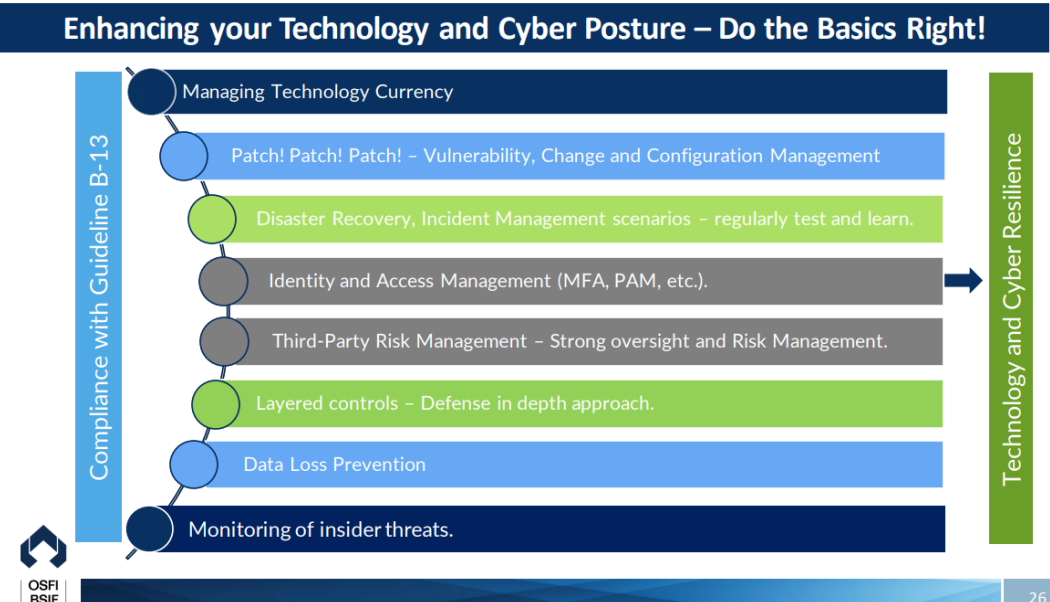 Enhancing your Technology and Cyber Posture – Do the Basics Right!
Compliance with Guideline B-13
Managing Technology Currency
Patch! Patch! Patch! – Vulnerability, Change and Configuration Management
Disaster Recovery, Incident Management scenarios – regularly test and learn.
Identity and Access Management (MFA, PAM, etc.).
Third-Party Risk Management – Strong oversight and Risk Management.
Layered controls – Defense in depth approach.
Data Loss Prevention
Monitoring of insider threats.
Technology and Cyber Resilience
OSFI
BSIF
26